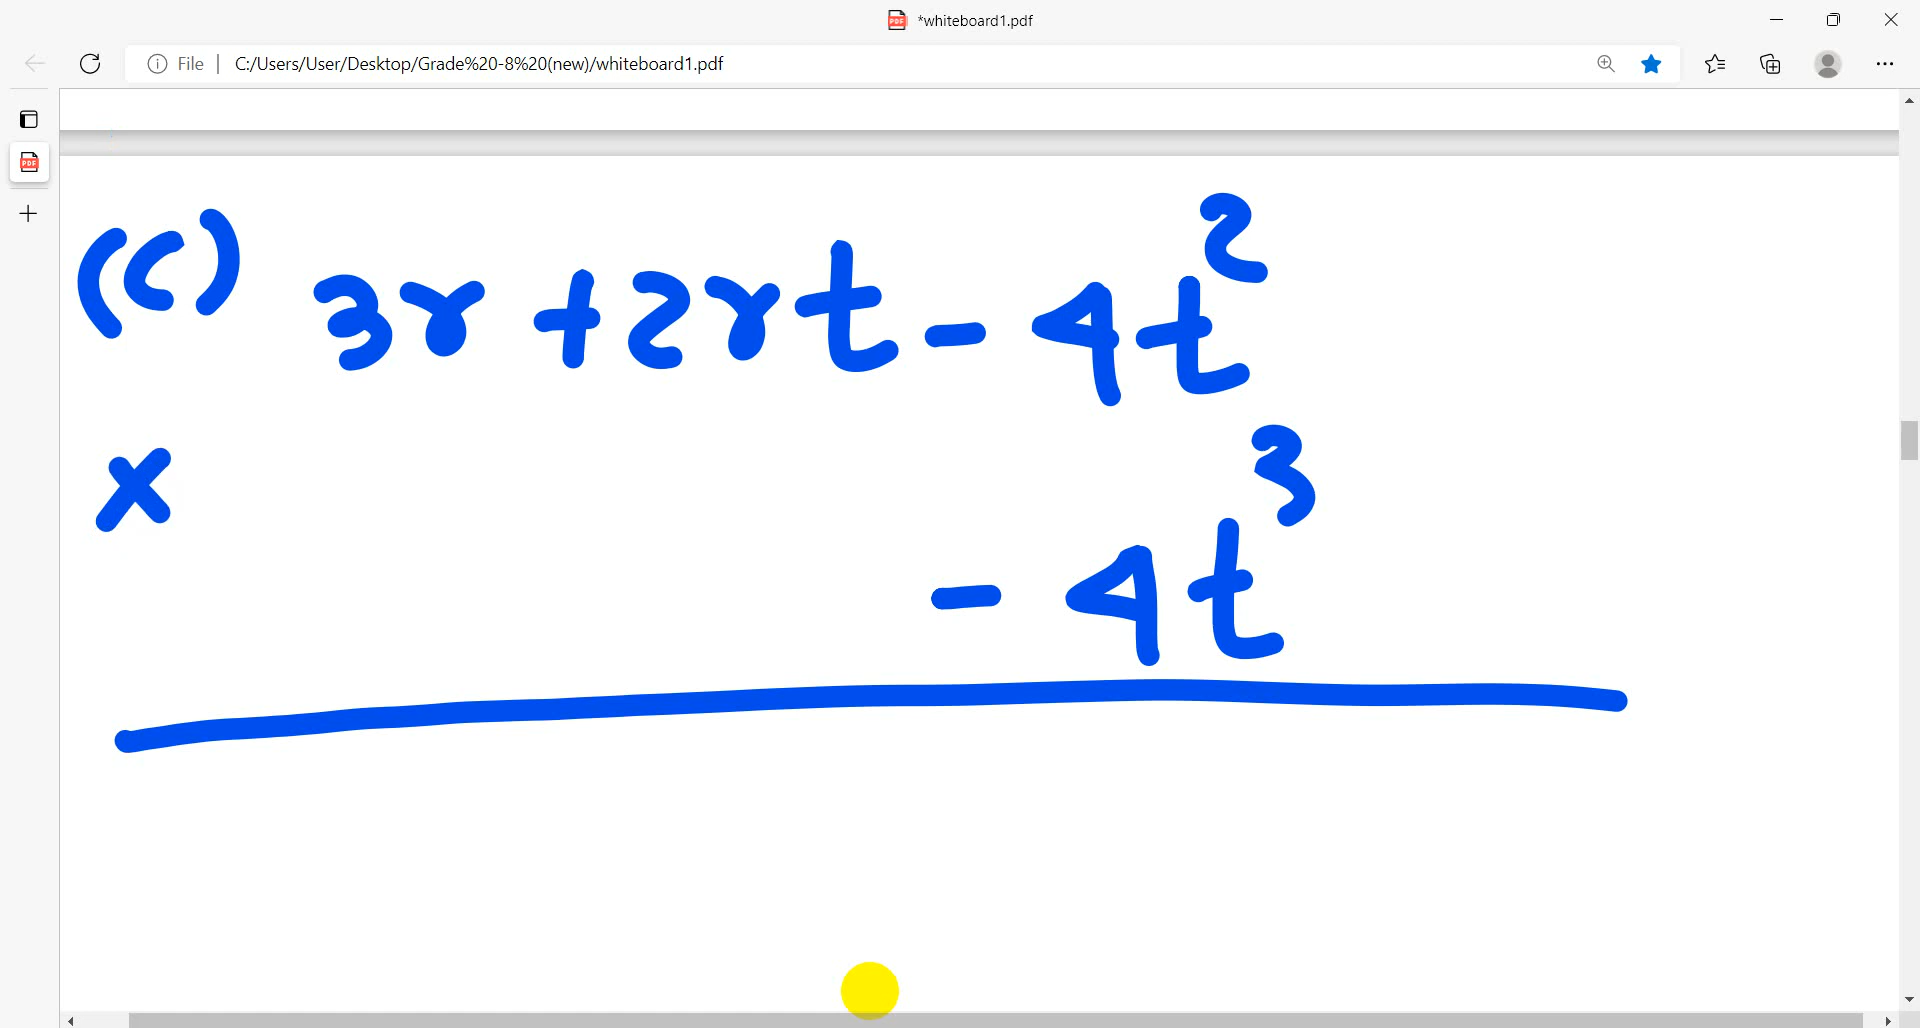 *whiteboard1.pdf
File | C:/Users/User/Desktop/Grade%20-8%20(new)/whiteboard1.pdf
(c) 3r + 2rt - 4t²
×
- 4t³